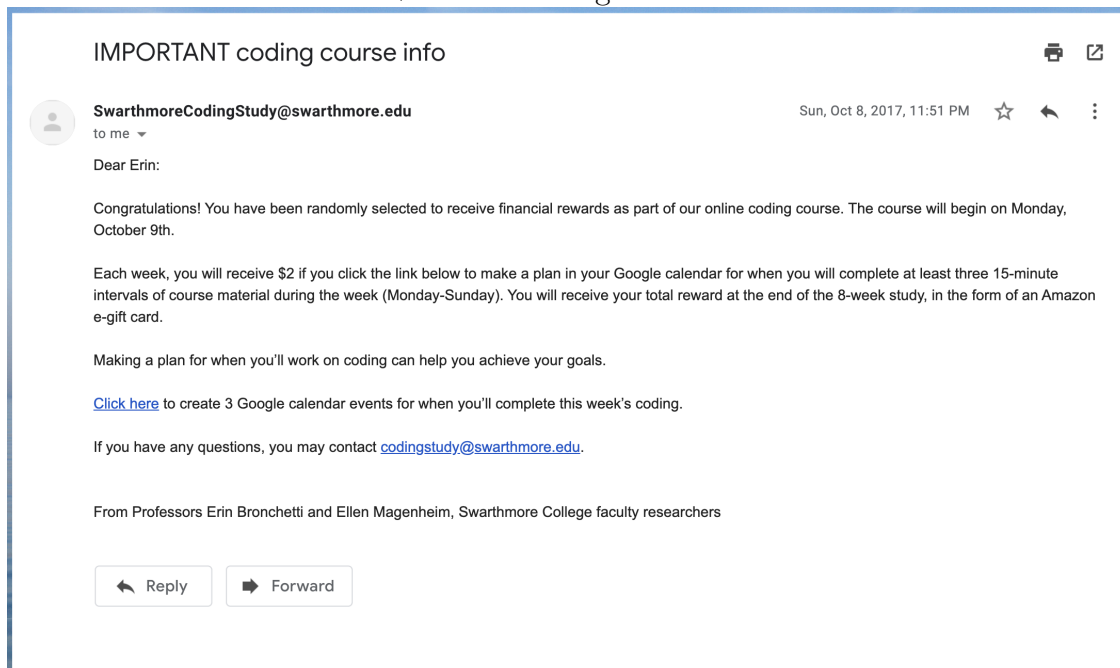 IMPORTANT coding course info
SwarthmoreCodingStudy@swarthmore.edu
Sun, Oct 8, 2017, 11:51 PM
to me
Dear Erin:
Congratulations! You have been randomly selected to receive financial rewards as part of our online coding course. The course will begin on Monday,
October 9th.
Each week, you will receive $2 if you click the link below to make a plan in your Google calendar for when you will complete at least three 15-minute
intervals of course material during the week (Monday-Sunday). You will receive your total reward at the end of the 8-week study, in the form of an Amazon
e-gift card.
Making a plan for when you'll work on coding can help you achieve your goals.
Click here to create 3 Google calendar events for when you'll complete this week's coding.
If you have any questions, you may contact codingstudy@swarthmore.edu.
From Professors Erin Bronchetti and Ellen Magenheim, Swarthmore College faculty researchers
Reply
Forward